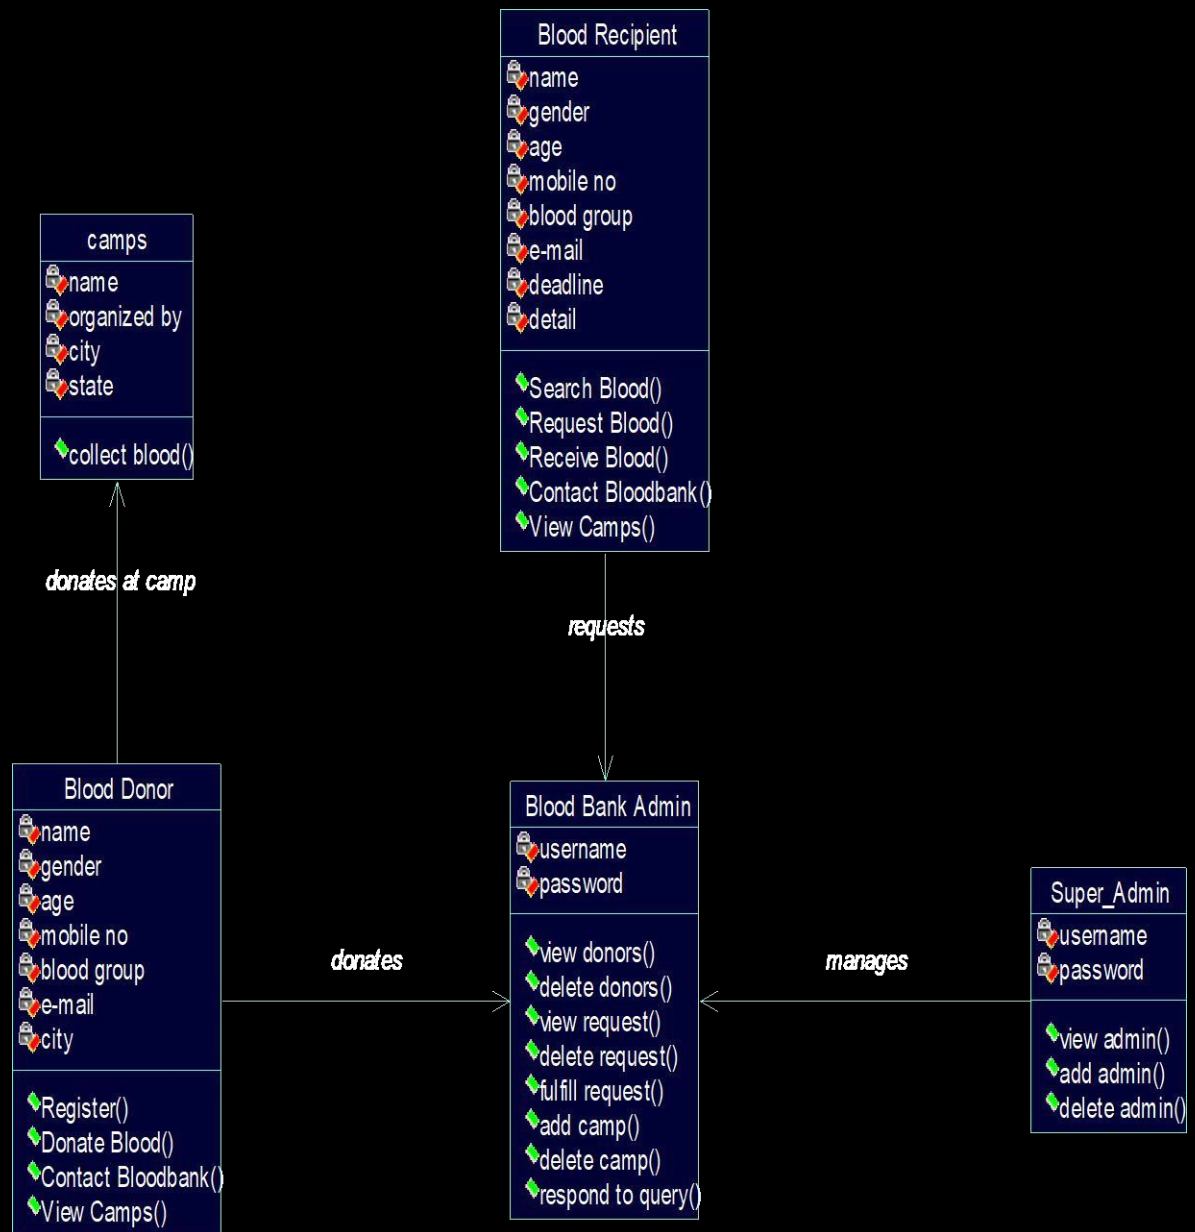 Blood Recipient
name
gender
age
mobile no
blood group
e-mail
deadline
detail
Search Blood()
Request Blood()
Receive Blood()
Contact Bloodbank()
View Camps()
camps
name
organized by
city
state
collect blood()
donates at camp
requests
Blood Donor
name
gender
age
mobile no
blood group
e-mail
city
Register()
Donate Blood()
Contact Bloodbank()
View Camps()
donates
Blood Bank Admin
username
password
view donors()
delete donors()
view request()
delete request()
fulfill request()
add camp()
delete camp()
respond to query()
manages
Super_Admin
username
password
view admin()
add admin()
delete admin()